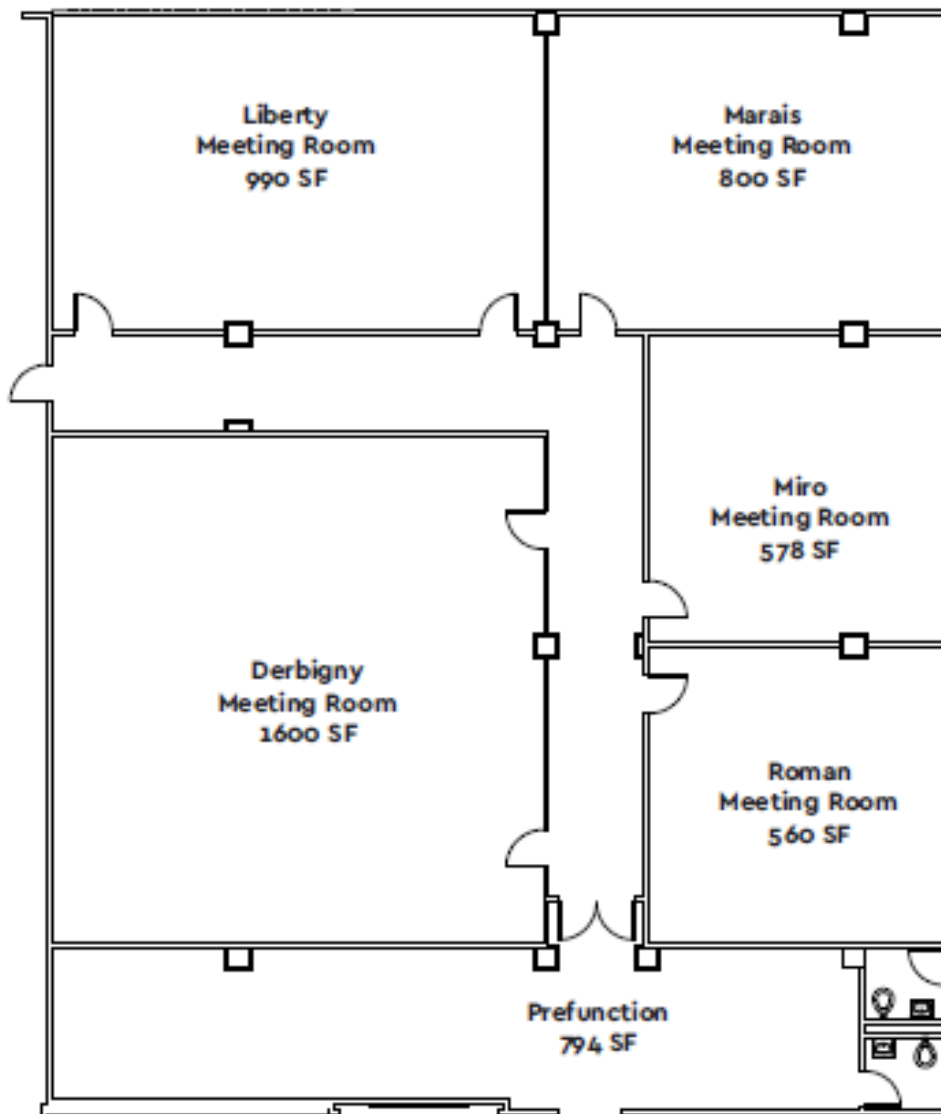 Liberty
Meeting Room
990 SF
Marais
Meeting Room
800 SF
Miro
Meeting Room
578 SF
Derbigny
Meeting Room
1600 SF
Roman
Meeting Room
560 SF
Prefunction
794 SF